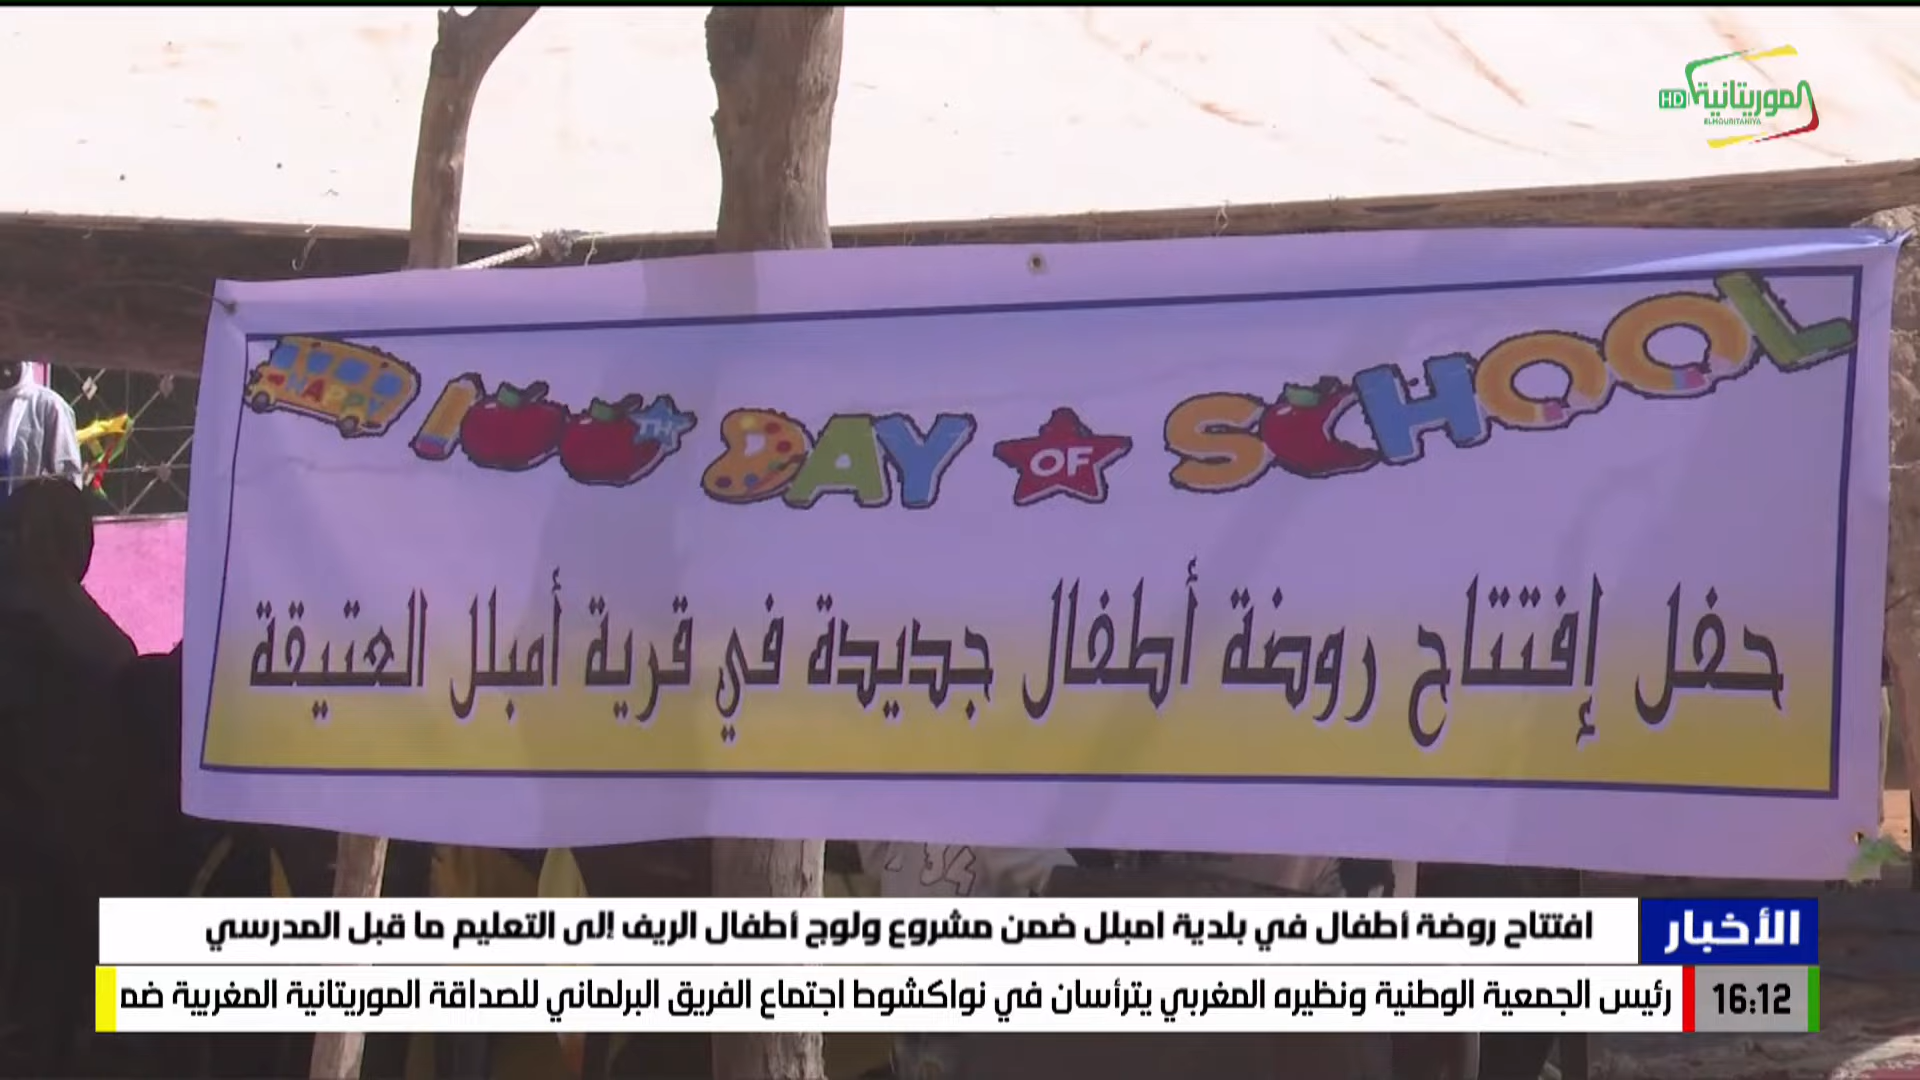 HD الموريتانية
ELMOURITANIYA
HAPPY 100TH DAY OF SCHOOL
حفل إفتتاح روضة أطفال جديدة في قرية أمبلل العتيقة
الأخبار
افتتاح روضة أطفال في بلدية امبلل ضمن مشروع ولوج أطفال الريف إلى التعليم ما قبل المدرسي
16:12
رئيس الجمعية الوطنية ونظيره المغربي يترأسان في نواكشوط اجتماع الفريق البرلماني للصداقة الموريتانية المغربية ضم